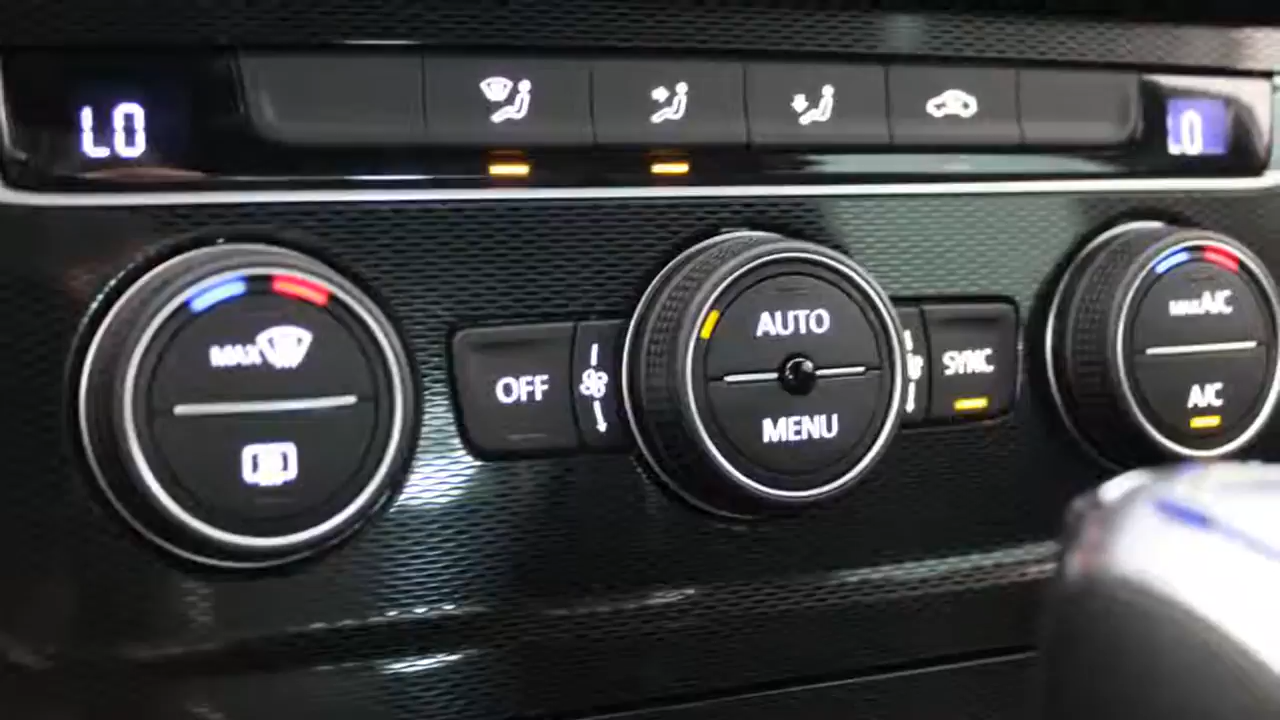 LO
LO
MAX
OFF
AUTO
MENU
SYNC
MAX A/C
A/C